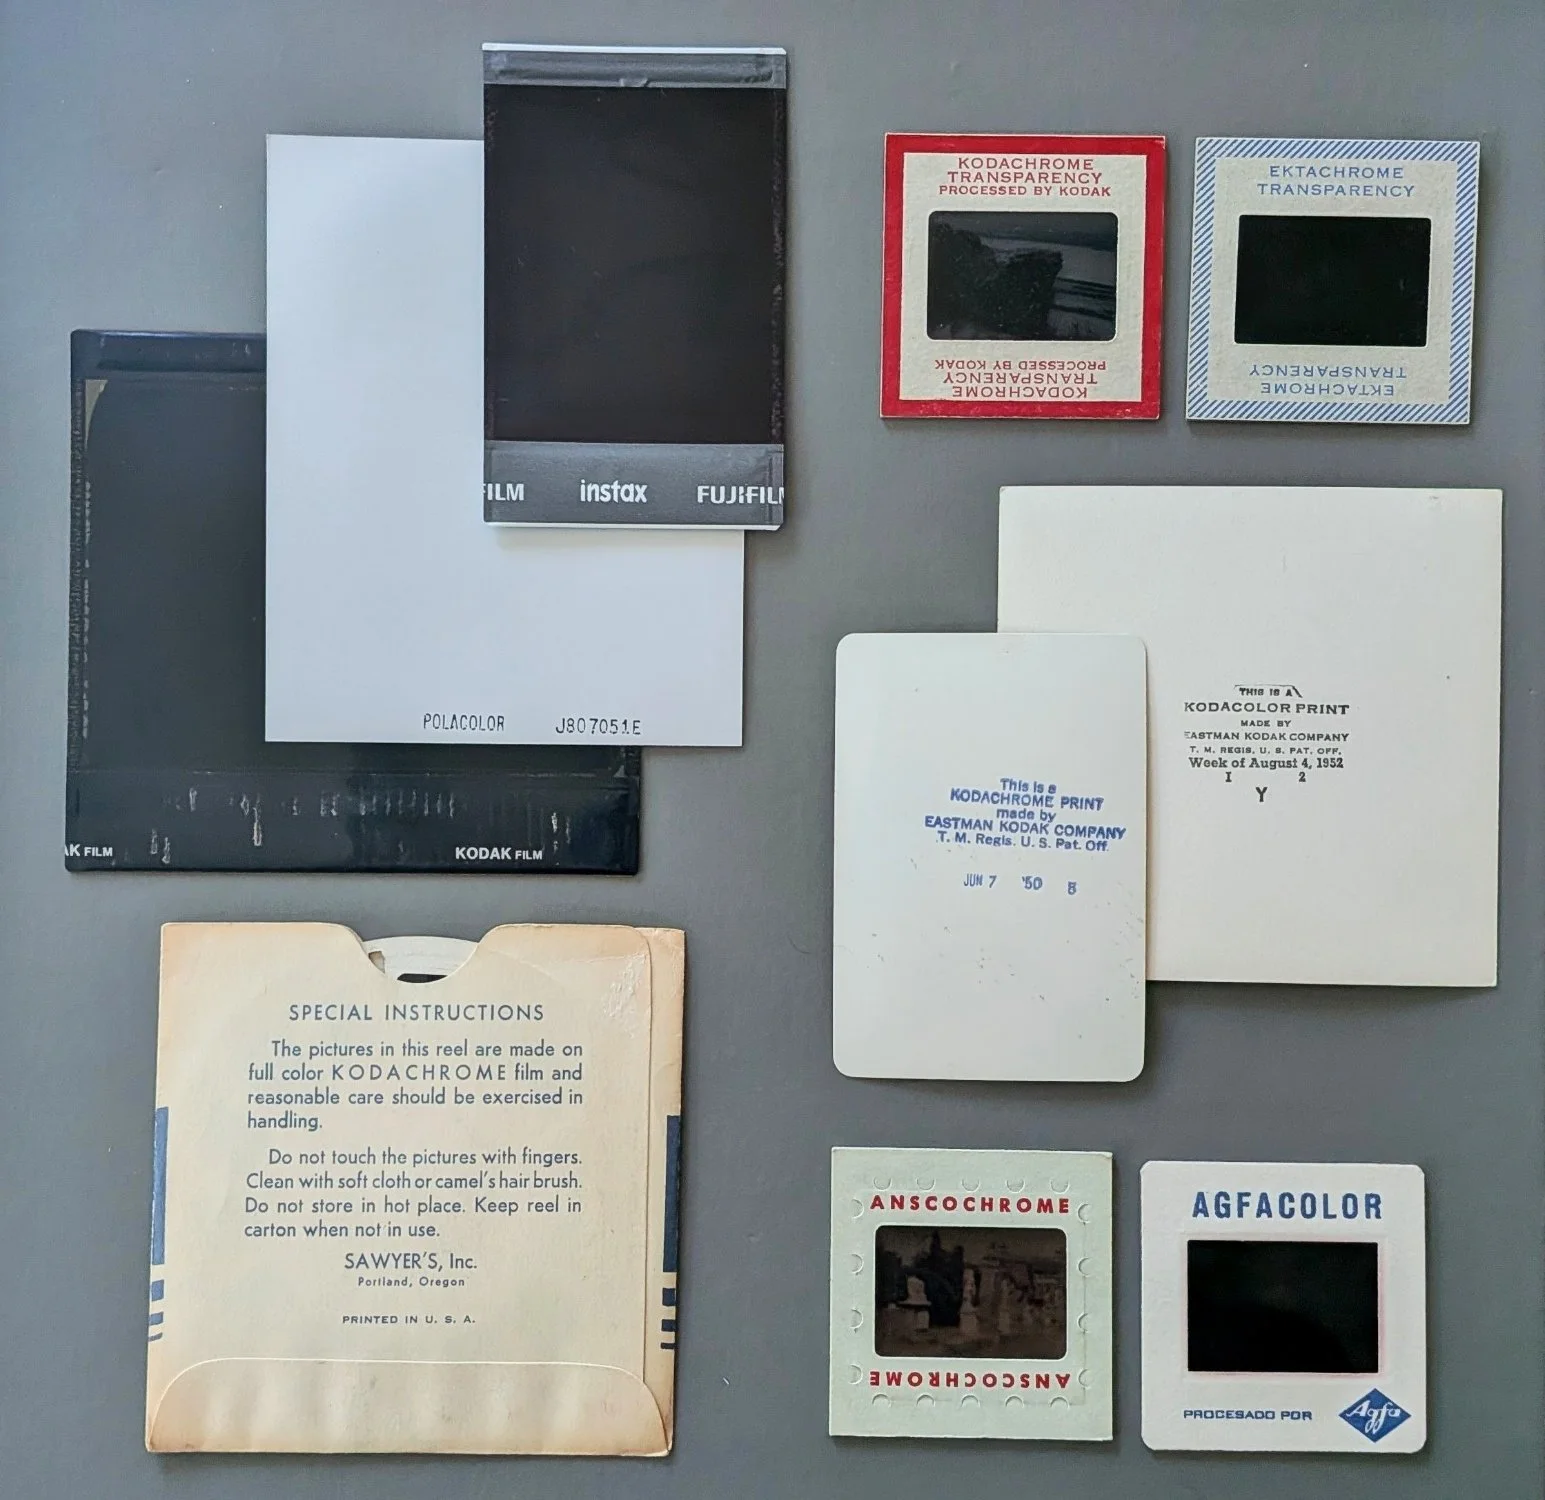 FILM instax FUJIFILM
POLACOLOR J807051E
AK FILM KODAK FILM
KODACHROME
TRANSPARENCY
PROCESSED BY KODAK
KODACHROME
TRANSPARENCY
PROCESSED BY KODAK
EKTACHROME
TRANSPARENCY
EKTACHROME
TRANSPARENCY
THIS IS A
KODACOLOR PRINT
MADE BY
EASTMAN KODAK COMPANY
T. M. REGIS. U. S. PAT. OFF.
Week of August 4, 1952
I 2
Y
This is a
KODACHROME PRINT
made by
EASTMAN KODAK COMPANY
T. M. Regis. U. S. Pat. Off.
JUN 7 '50 8
SPECIAL INSTRUCTIONS
The pictures in this reel are made on
full color KODACHROME film and
reasonable care should be exercised in
handling.
Do not touch the pictures with fingers.
Clean with soft cloth or camel's hair brush.
Do not store in hot place. Keep reel in
carton when not in use.
SAWYER'S, Inc.
Portland, Oregon
PRINTED IN U. S. A.
ANSCOCHROME
ANSCOCHROME
AGFACOLOR
PROCESADO POR Agfa